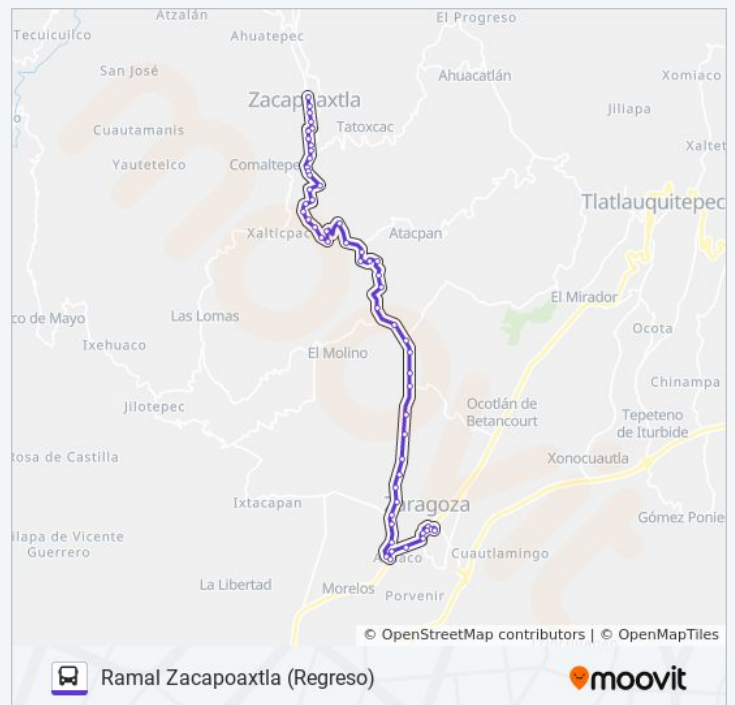 Atzalán
El Progreso
Tecuicuilco
Ahuatepec
San José
Ahuacatlán
Xomiaco
Zacapoaxtla
Jiliapa
Cuautamanis
Tatoxcac
Xaltet
Yautetelco
Comaltepe
Tlatlauquitepec
Xalticpac
Atacpan
El Mirador
co de Mayo
Las Lomas
Ocota
Ixehuaco
El Molino
Chinampa
Jilotepec
Ocotlán de
Betancourt
Tepeteno
de Iturbide
Rosa de Castilla
Xonocuautla
Ixtacapan
Zaragoza
Gómez Ponie
ilapa de Vicente
Guerrero
Cuautlamingo
La Libertad
Morelos
Porvenir
© OpenStreetMap contributors | © OpenMapTiles
Ramal Zacapoaxtla (Regreso)
moovit
moovit